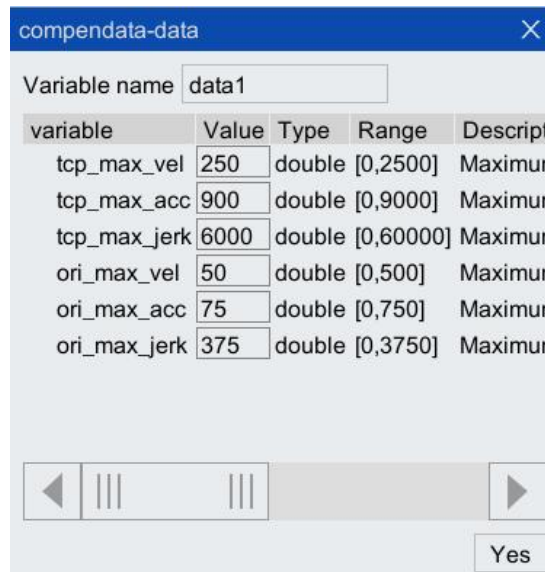 compendata-data
Variable name data1
variable Value Type Range Descript
tcp_max_vel 250 double [0,2500] Maximur
tcp_max_acc 900 double [0,9000] Maximur
tcp_max_jerk 6000 double [0,60000] Maximur
ori_max_vel 50 double [0,500] Maximur
ori_max_acc 75 double [0,750] Maximur
ori_max_jerk 375 double [0,3750] Maximur
Yes